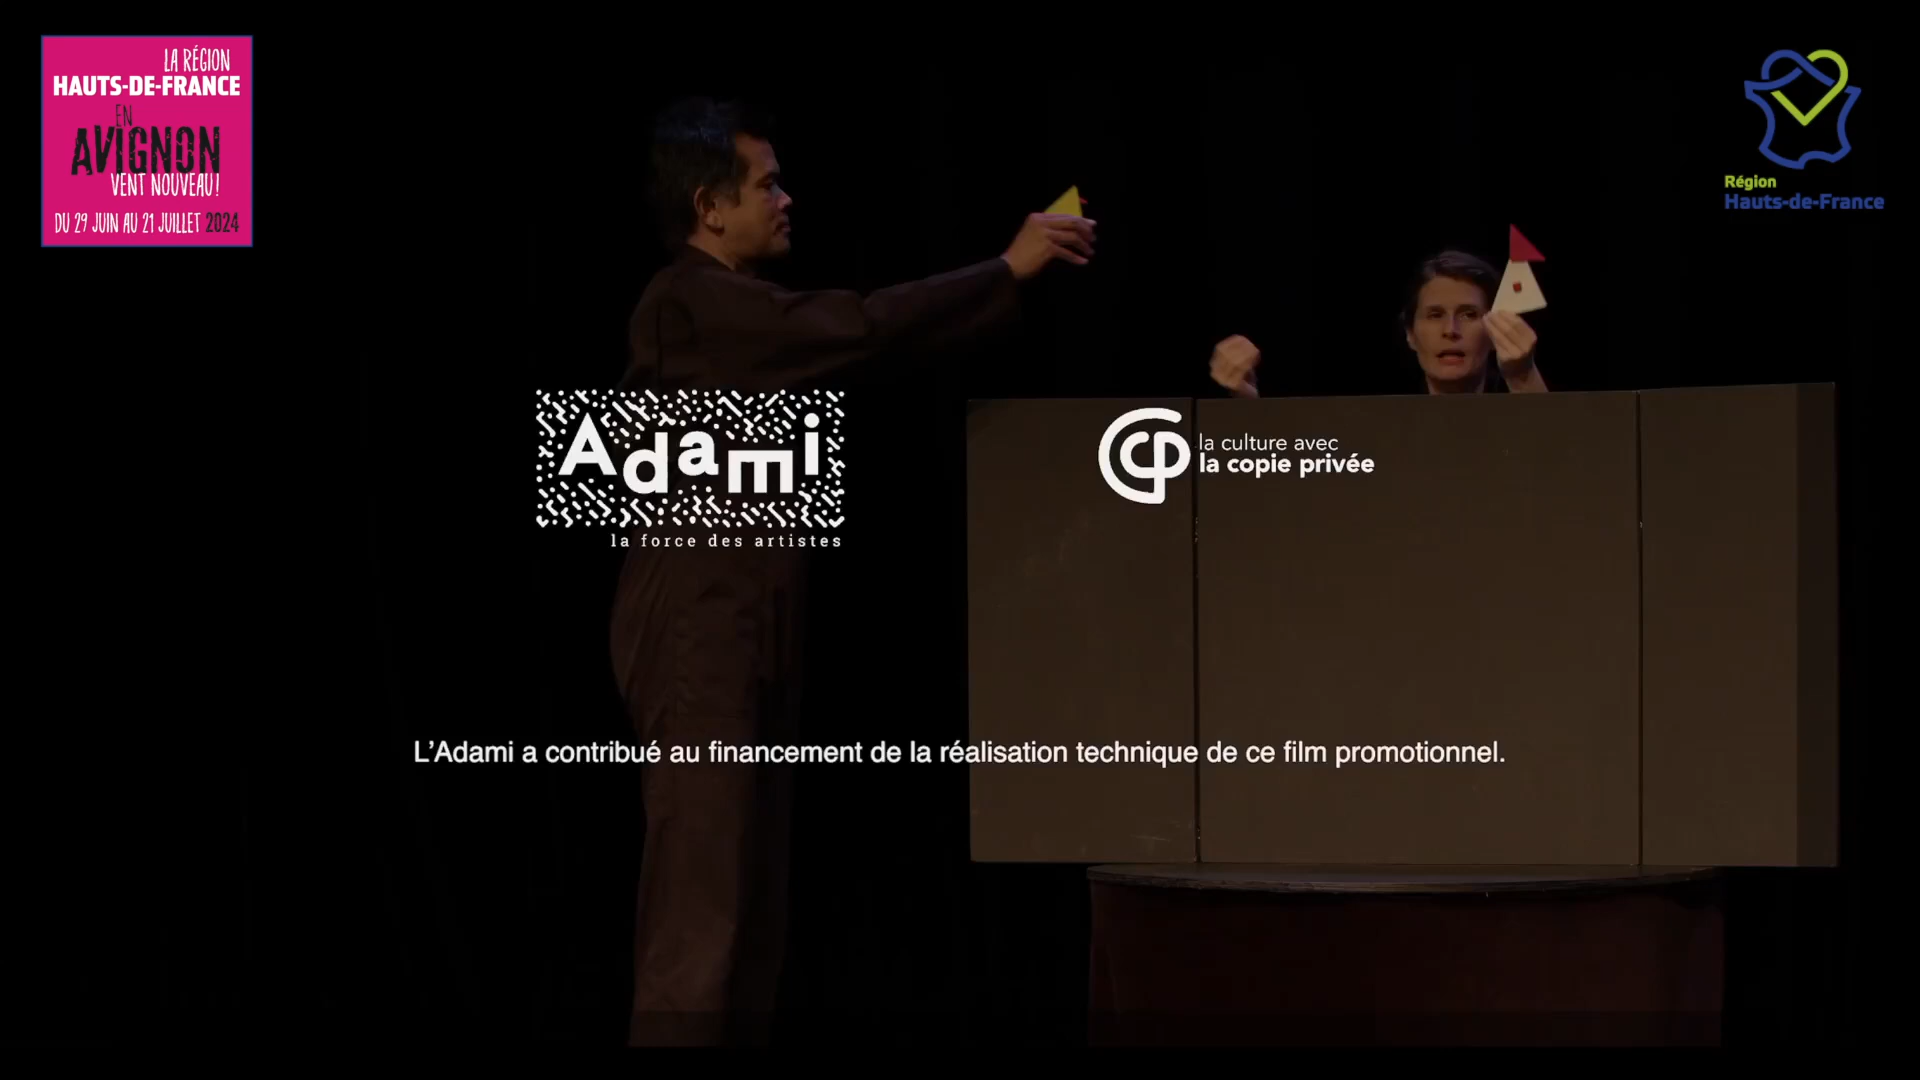 LA RÉGION
HAUTS-DE-FRANCE
EN
AVIGNON
VENT NOUVEAU!
DU 29 JUIN AU 21 JUILLET 2024
Région
Hauts-de-France
Adami
la force des artistes
la culture avec
la copie privée
L’Adami a contribué au financement de la réalisation technique de ce film promotionnel.